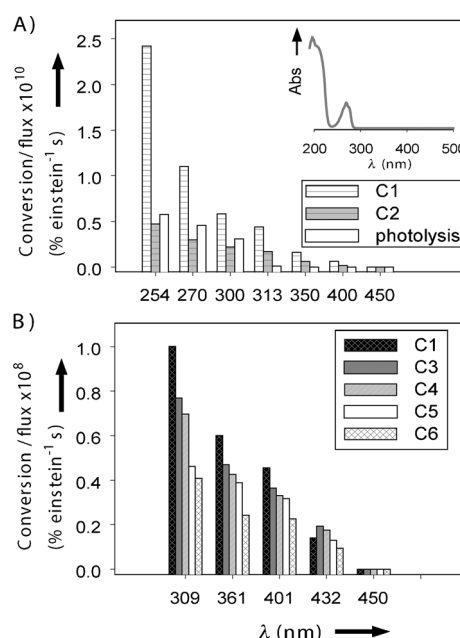 A)
Conversion/ flux x10¹⁰
(% einstein⁻¹ s)
2.5
2.0
1.5
1.0
0.5
0.0
254 270 300 313 350 400 450
Abs
200 300 400 500
λ (nm)
C1
C2
photolysis
B)
Conversion /flux x10⁸
(% einstein⁻¹ s)
1.0
0.8
0.6
0.4
0.2
0.0
309 361 401 432 450
λ (nm)
C1
C3
C4
C5
C6